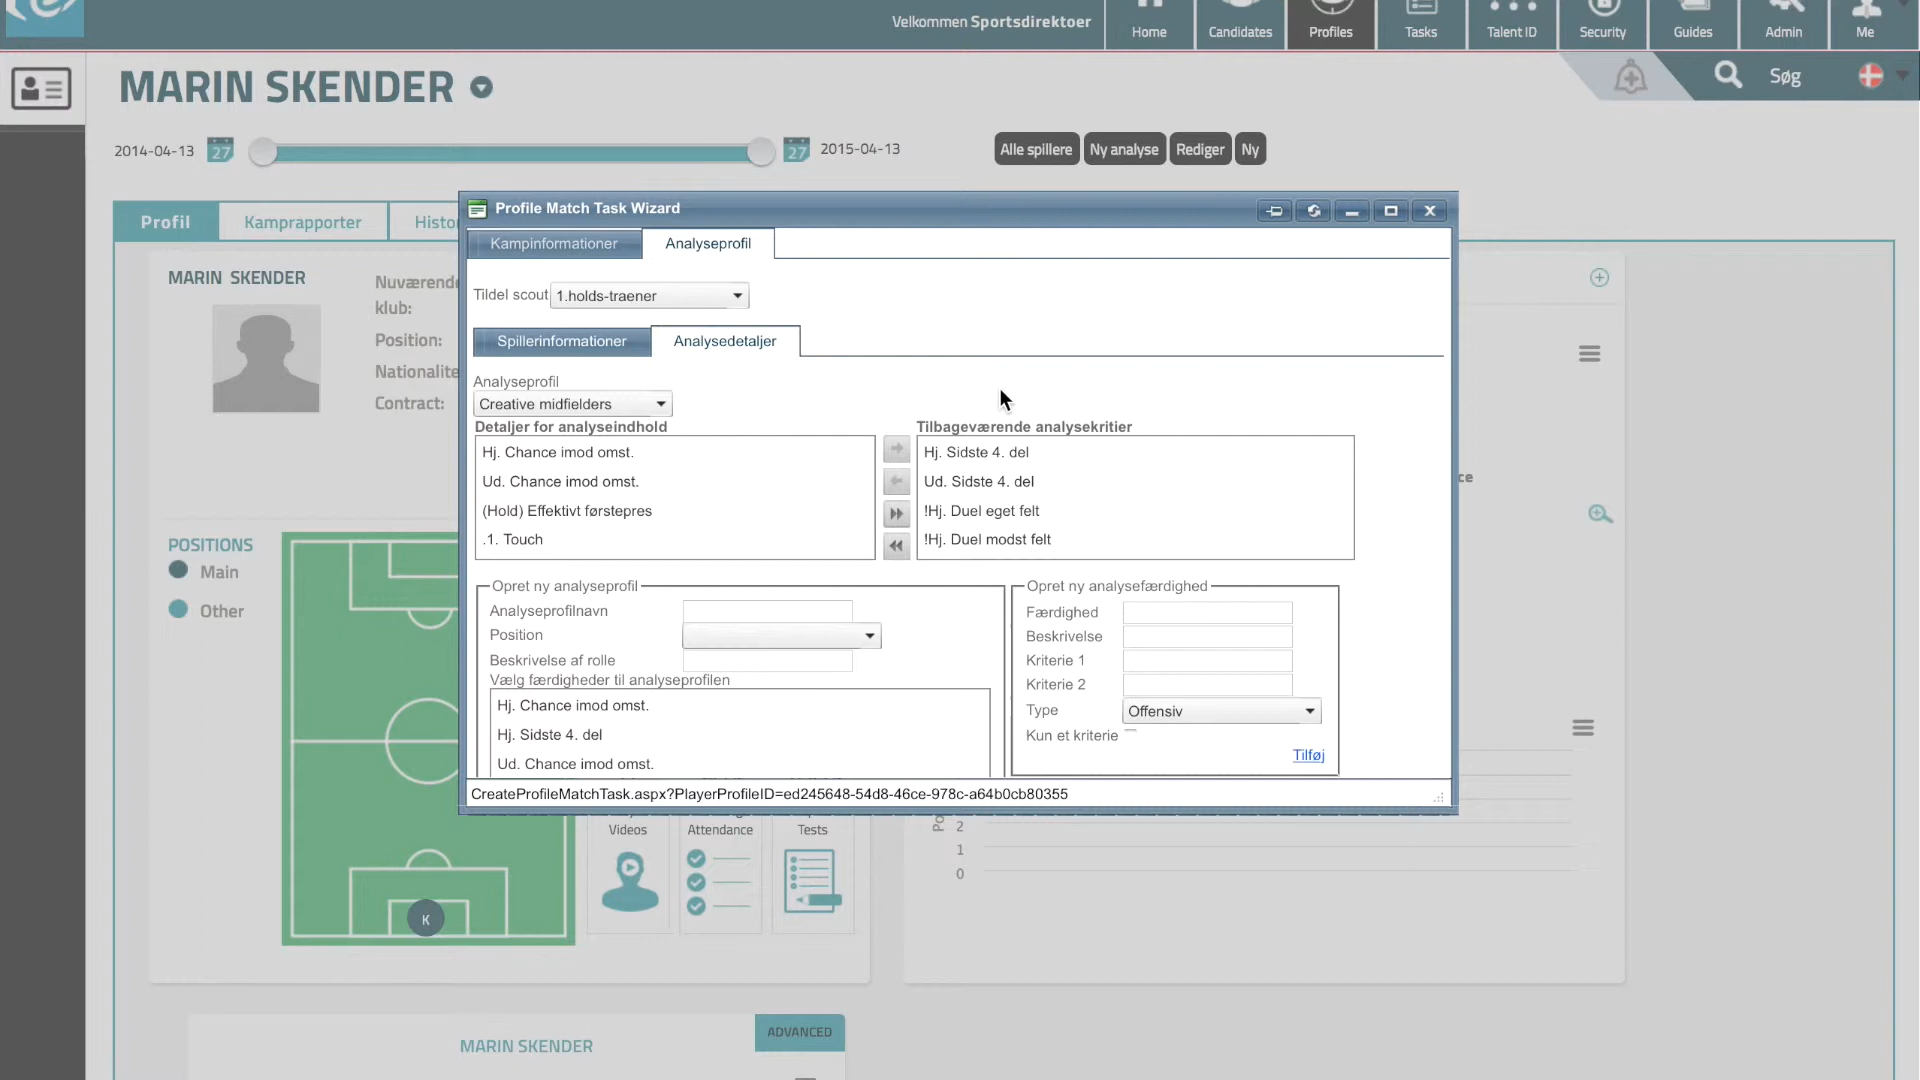 Velkommen Sportsdirektoer
Home
Candidates
Profiles
Tasks
Talent ID
Security
Guides
Admin
Me
MARIN SKENDER
Søg
2014-04-13
27
27
2015-04-13
Alle spillere
Ny analyse
Rediger
Ny
Profil
Kamprapporter
Histo
MARIN SKENDER
Nuværend
klub:
Position:
Nationalite
Contract:
POSITIONS
Main
Other
K
Profile Match Task Wizard
Kampinformationer
Analyseprofil
Tildel scout
1.holds-traener
Spillerinformationer
Analysedetaljer
Analyseprofil
Creative midfielders
Detaljer for analyseindhold
Tilbageværende analysekritier
Hj. Chance imod omst.
Ud. Chance imod omst.
(Hold) Effektivt førstepres
.1. Touch
Hj. Sidste 4. del
Ud. Sidste 4. del
!Hj. Duel eget felt
!Hj. Duel modst felt
Opret ny analyseprofil
Analyseprofilnavn
Position
Beskrivelse af rolle
Vælg færdigheder til analyseprofilen
Hj. Chance imod omst.
Hj. Sidste 4. del
Ud. Chance imod omst.
Opret ny analysefærdighed
Færdighed
Beskrivelse
Kriterie 1
Kriterie 2
Type
Offensiv
Kun et kriterie
Tilføj
CreateProfileMatchTask.aspx?PlayerProfileID=ed245648-54d8-46ce-978c-a64b0cb80355
ce
Videos
Attendance
Tests
Po
2
1
0
ADVANCED
MARIN SKENDER